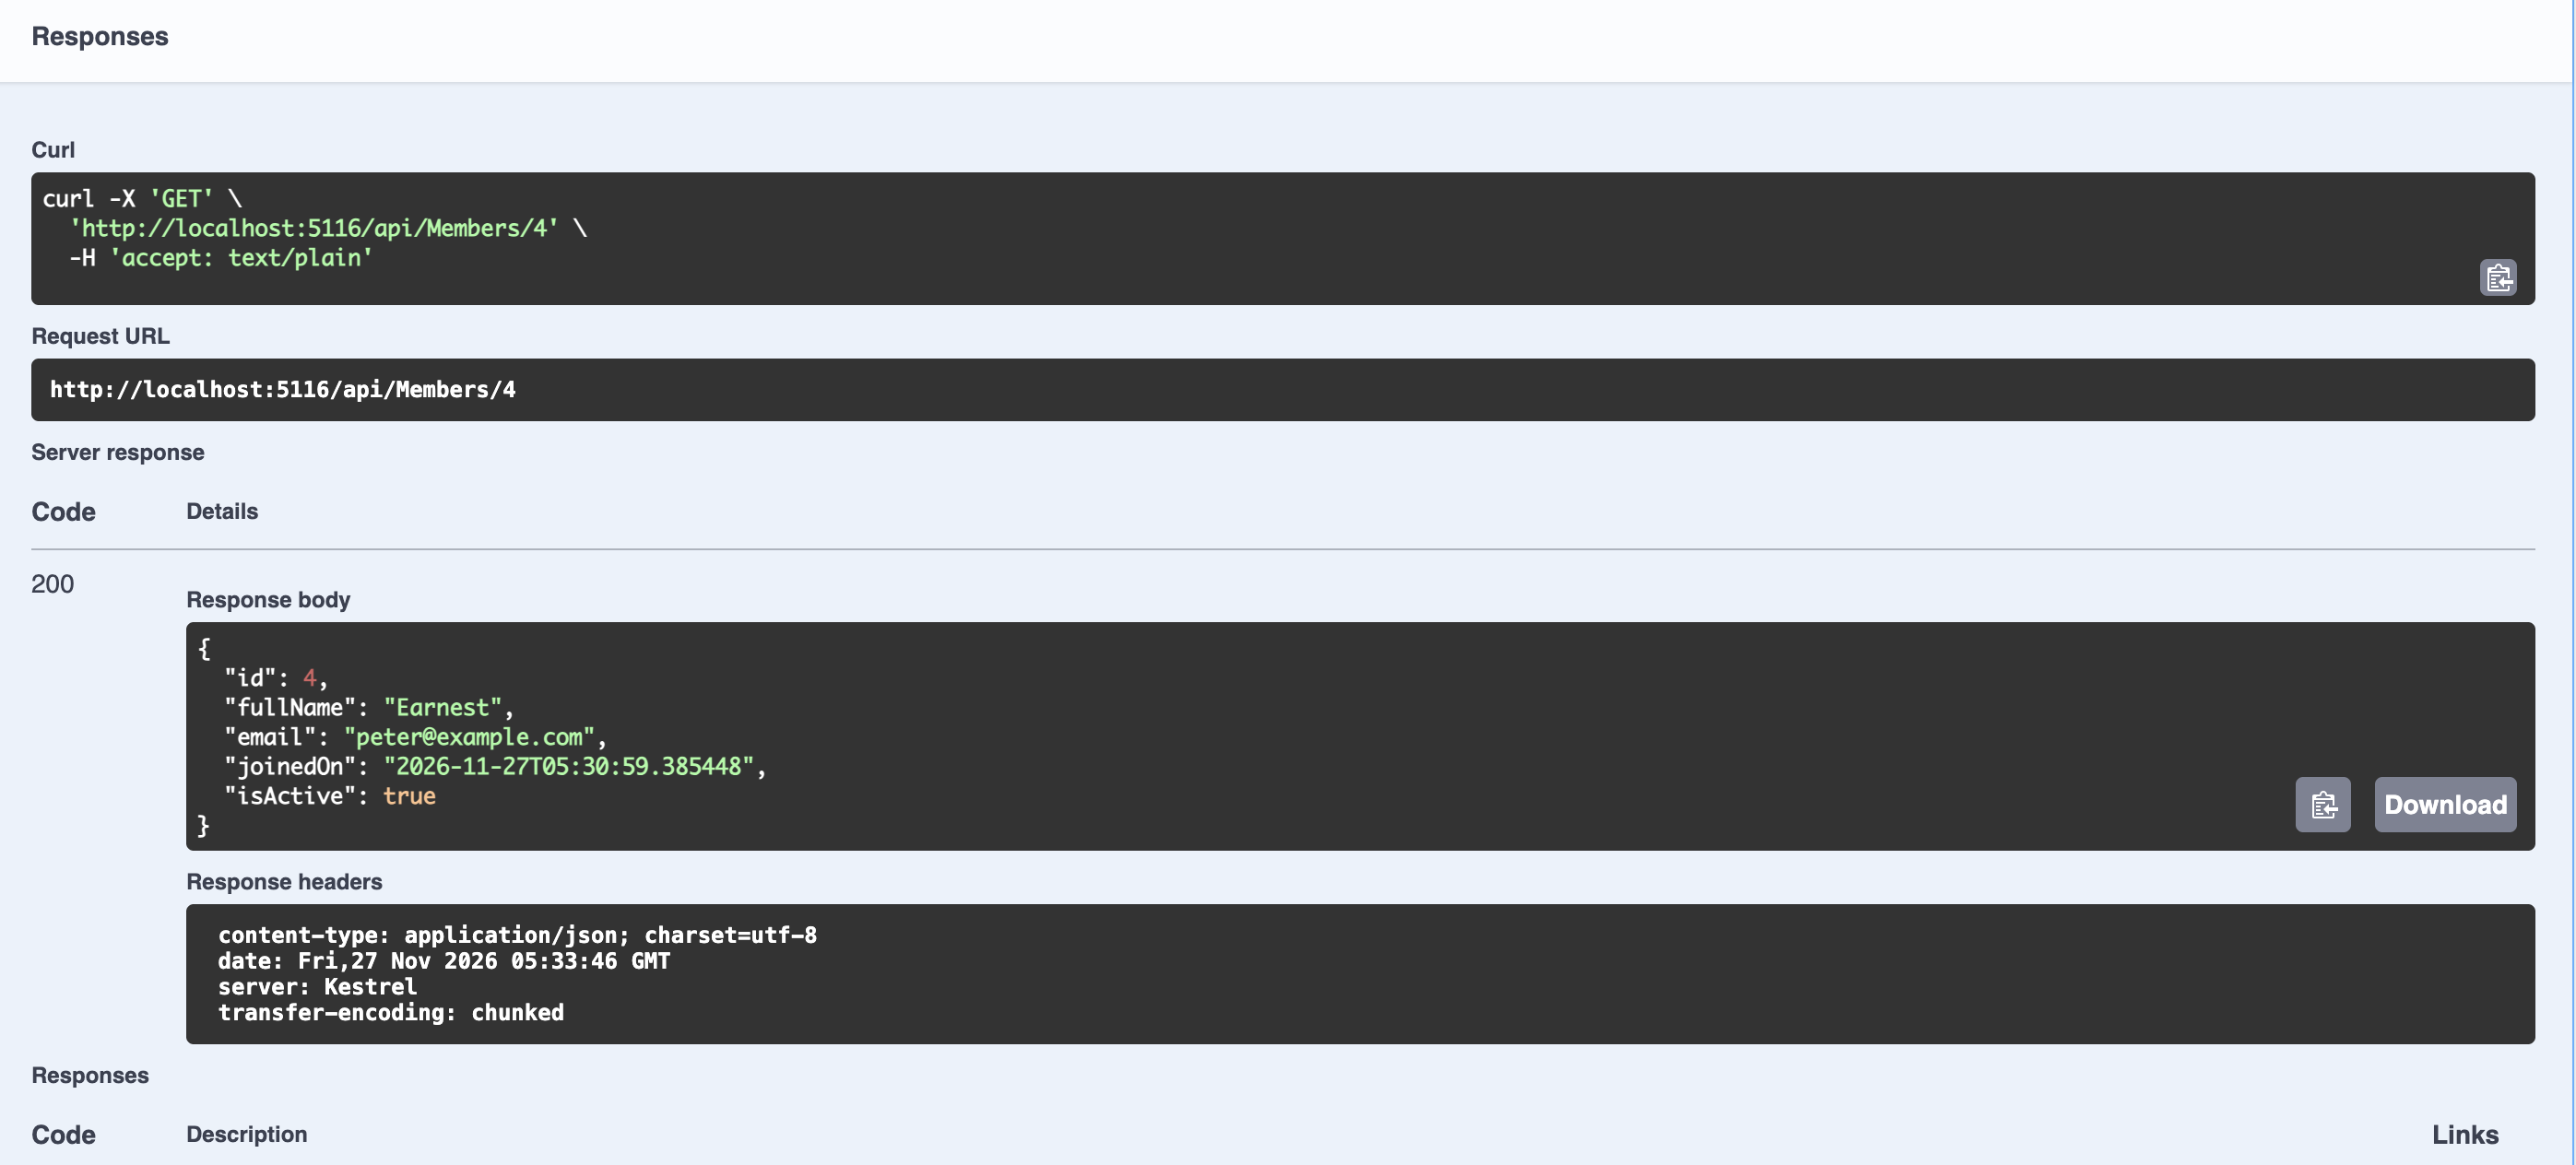 Responses
Curl
curl -X 'GET' \
  'http://localhost:5116/api/Members/4' \
  -H 'accept: text/plain'
Request URL
http://localhost:5116/api/Members/4
Server response
Code Details
200
Response body
{
  "id": 4,
  "fullName": "Earnest",
  "email": "peter@example.com",
  "joinedOn": "2026-11-27T05:30:59.385448",
  "isActive": true
}
Download
Response headers
content-type: application/json; charset=utf-8
date: Fri,27 Nov 2026 05:33:46 GMT
server: Kestrel
transfer-encoding: chunked
Responses
Code Description Links